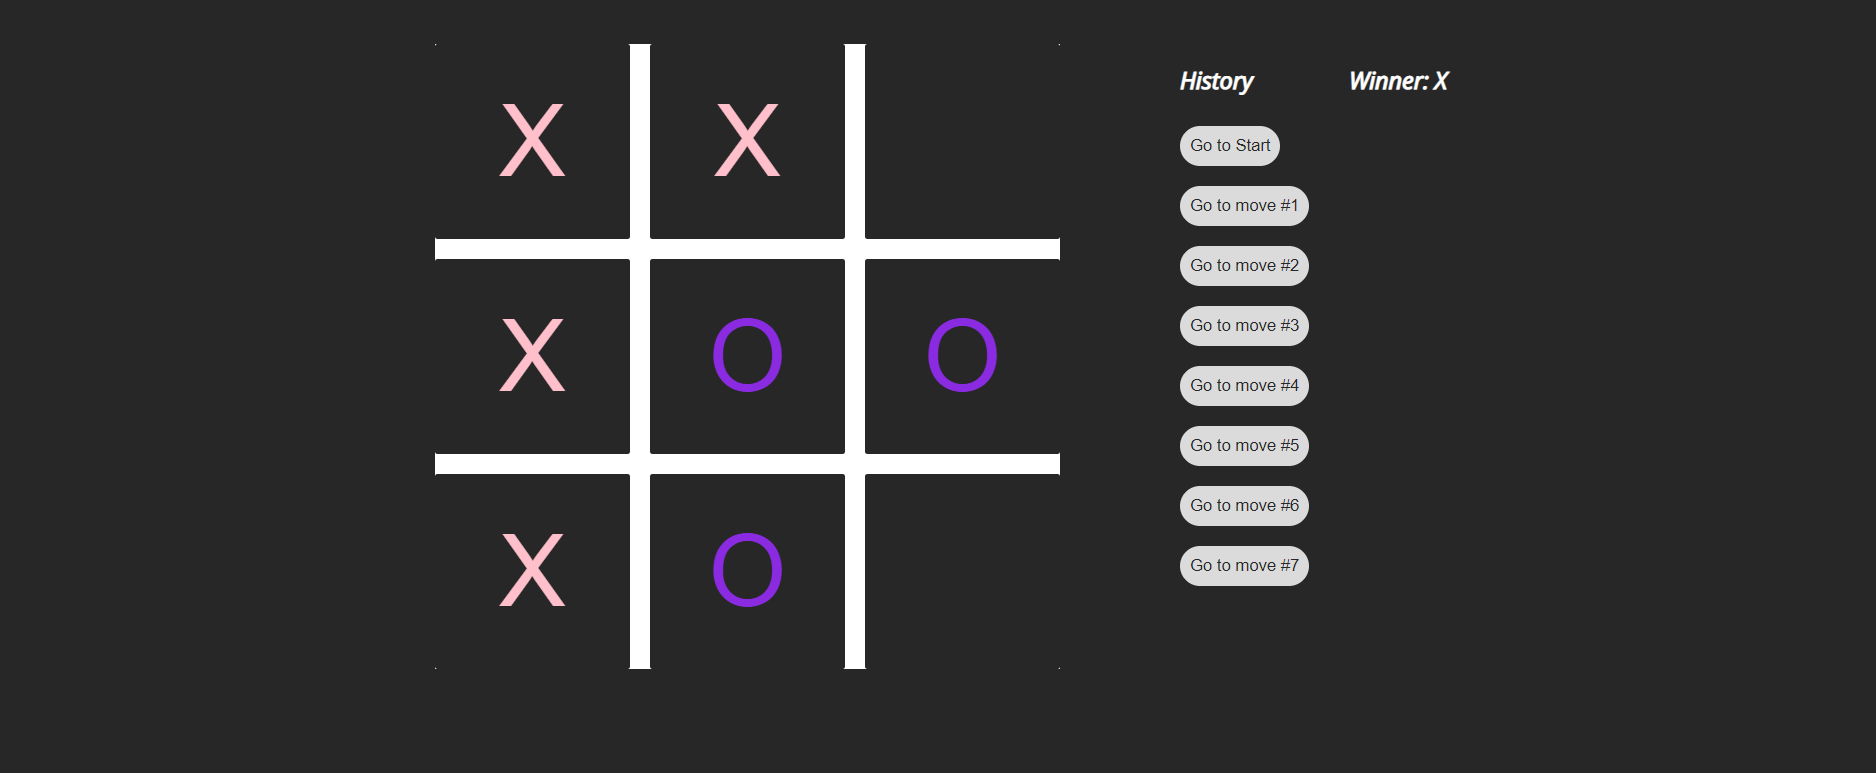 X X
X O O
X O
History
Winner: X
Go to Start
Go to move #1
Go to move #2
Go to move #3
Go to move #4
Go to move #5
Go to move #6
Go to move #7